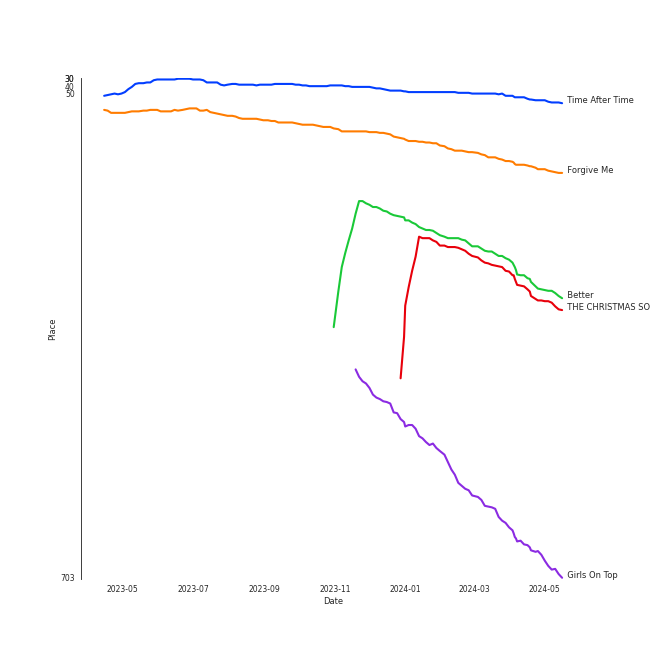 30
40
50
Time After Time
Forgive Me
Better
THE CHRISTMAS SO
Place
703
Girls On Top
2023-05 2023-07 2023-09 2023-11 2024-01 2024-03 2024-05
Date